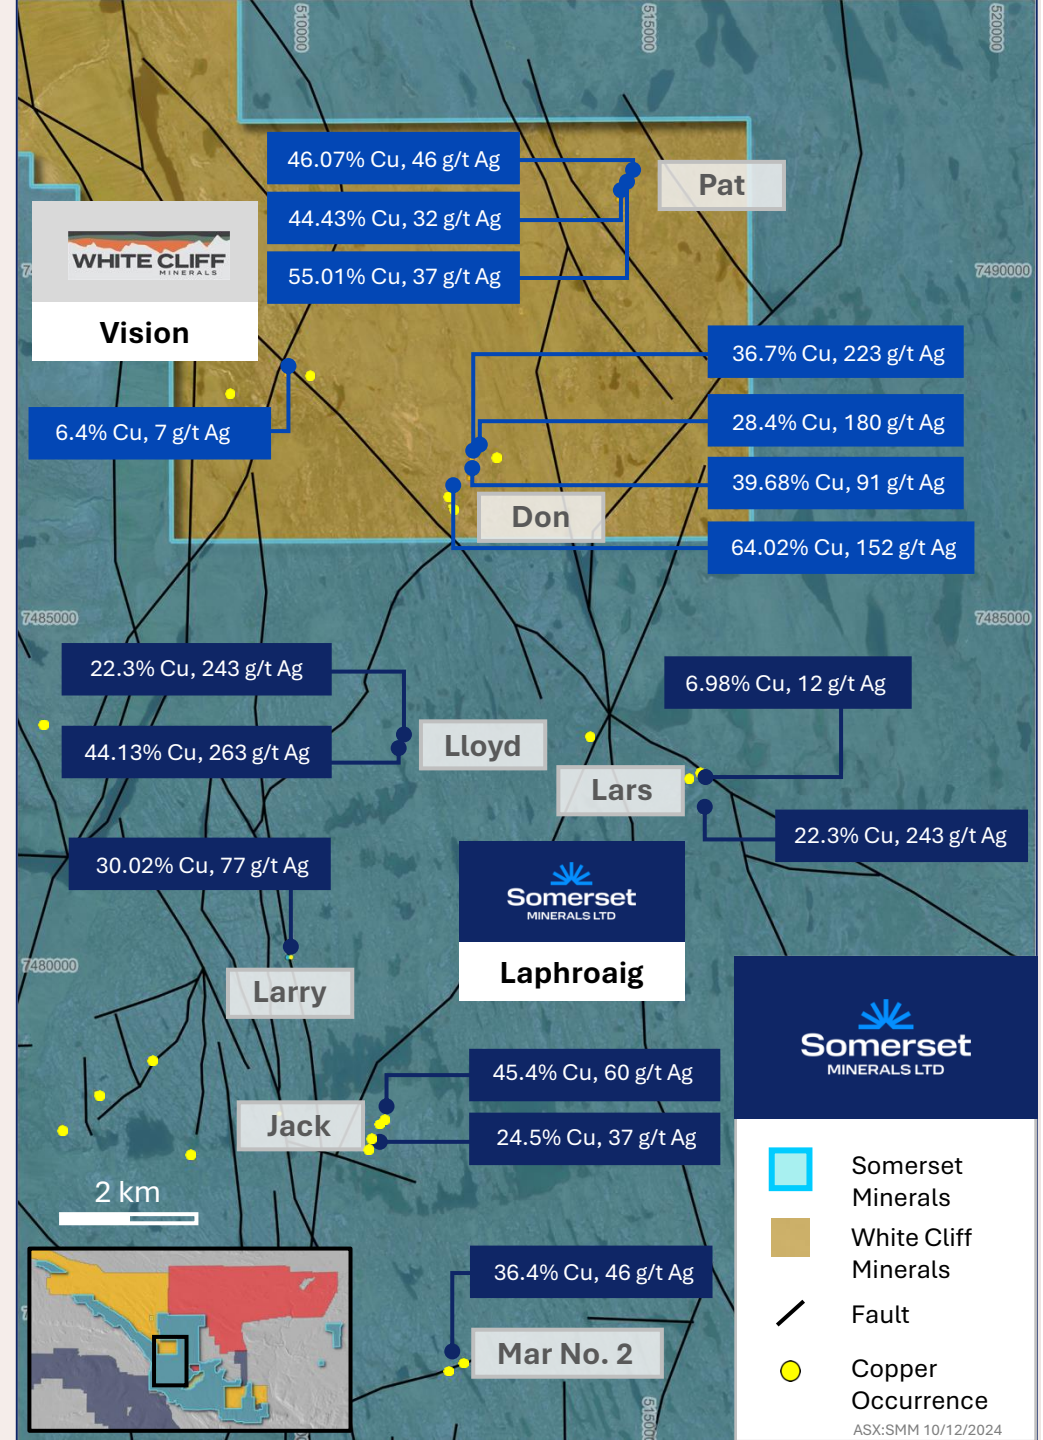 510000
515000
520000
46.07% Cu, 46 g/t Ag
Pat
44.43% Cu, 32 g/t Ag
55.01% Cu, 37 g/t Ag
WHITE CLIFF
MINERALS
Vision
7490000
36.7% Cu, 223 g/t Ag
28.4% Cu, 180 g/t Ag
6.4% Cu, 7 g/t Ag
39.68% Cu, 91 g/t Ag
Don
64.02% Cu, 152 g/t Ag
7485000
7485000
22.3% Cu, 243 g/t Ag
6.98% Cu, 12 g/t Ag
44.13% Cu, 263 g/t Ag
Lloyd
Lars
22.3% Cu, 243 g/t Ag
30.02% Cu, 77 g/t Ag
Somerset
MINERALS LTD
Laphroaig
7480000
Larry
Somerset
MINERALS LTD
45.4% Cu, 60 g/t Ag
Jack
24.5% Cu, 37 g/t Ag
2 km
Somerset
Minerals
White Cliff
Minerals
Fault
Copper
Occurrence
36.4% Cu, 46 g/t Ag
Mar No. 2
ASX:SMM 10/12/2024